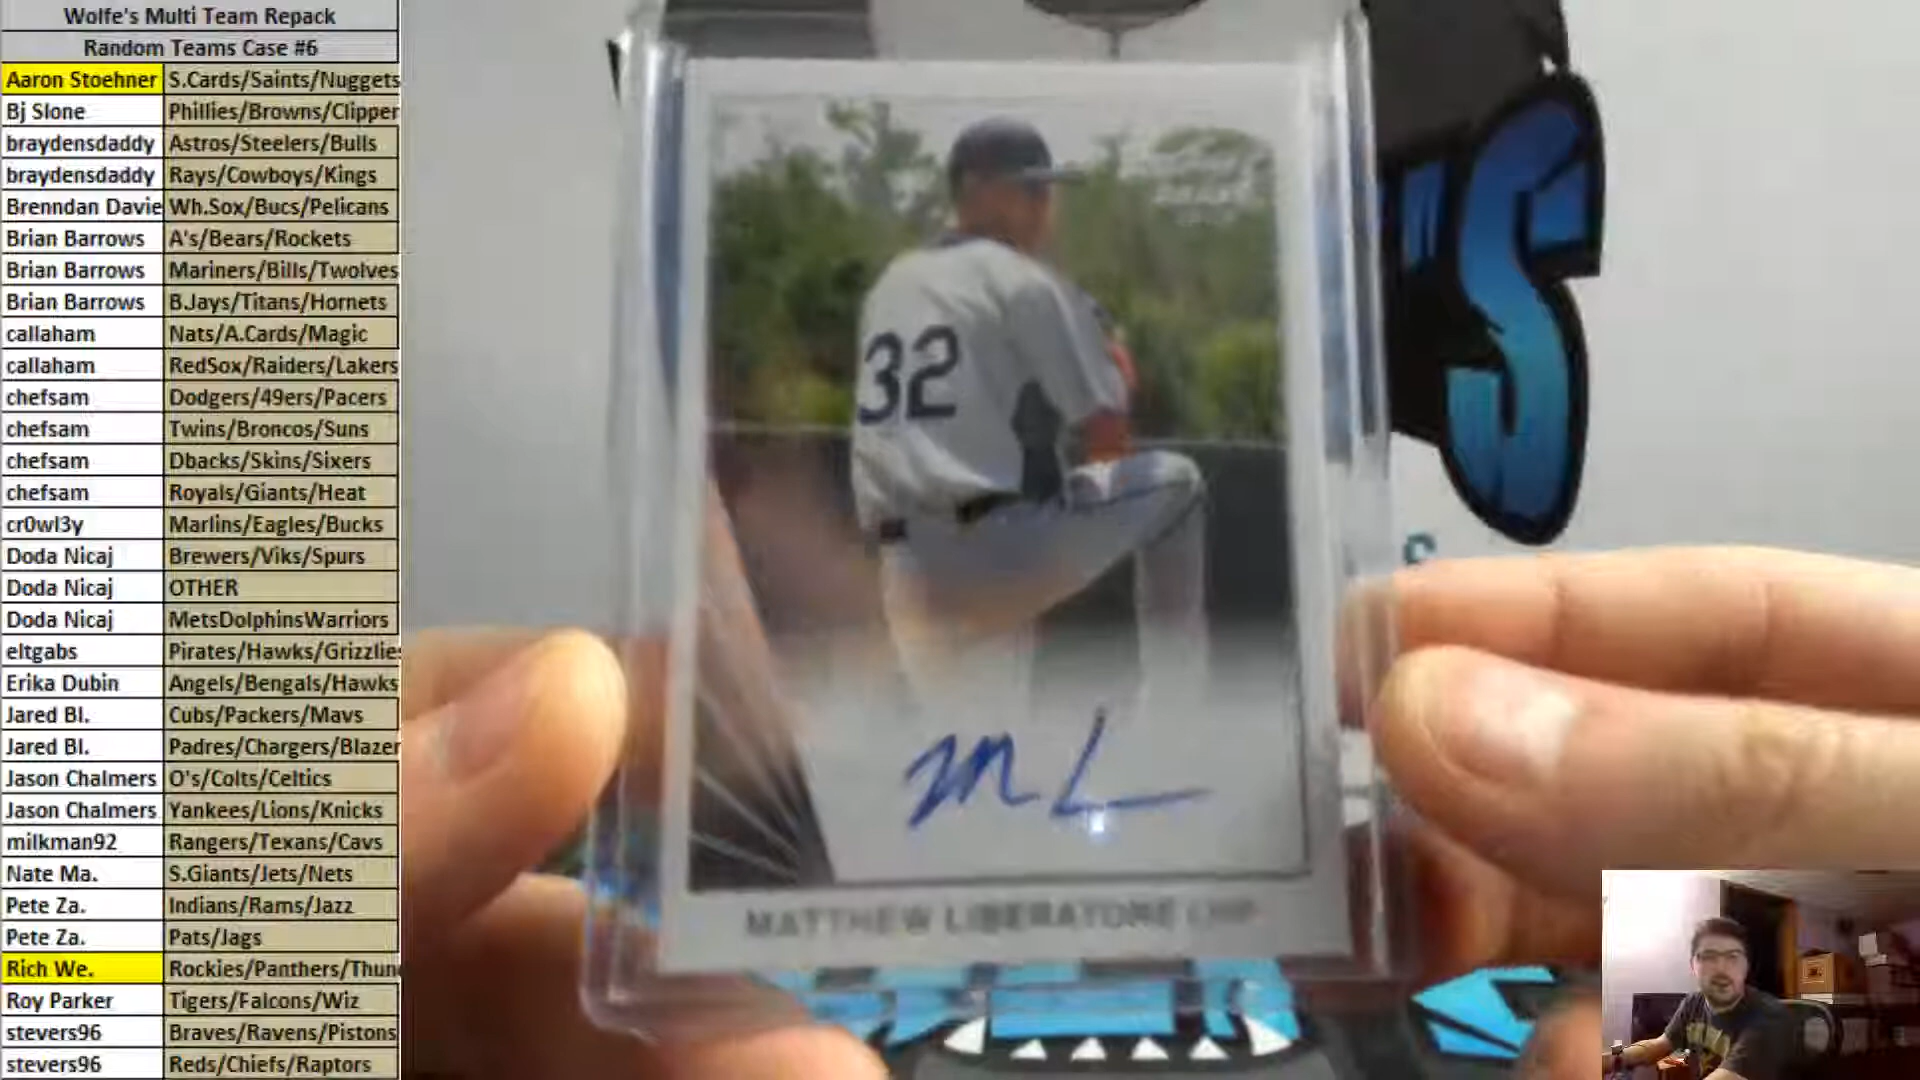 Wolfe's Multi Team Repack
Random Teams Case #6
Aaron Stoehner S.Cards/Saints/Nuggets
Bj Slone Phillies/Browns/Clipper
braydensdaddy Astros/Steelers/Bulls
braydensdaddy Rays/Cowboys/Kings
Brenndan Davie Wh.Sox/Bucs/Pelicans
Brian Barrows A's/Bears/Rockets
Brian Barrows Mariners/Bills/Twolves
Brian Barrows B.Jays/Titans/Hornets
callaham Nats/A.Cards/Magic
callaham RedSox/Raiders/Lakers
chefsam Dodgers/49ers/Pacers
chefsam Twins/Broncos/Suns
chefsam Dbacks/Skins/Sixers
chefsam Royals/Giants/Heat
cr0wl3y Marlins/Eagles/Bucks
Doda Nicaj Brewers/Viks/Spurs
Doda Nicaj OTHER
Doda Nicaj MetsDolphinsWarriors
eltgabs Pirates/Hawks/Grizzlies
Erika Dubin Angels/Bengals/Hawks
Jared Bl. Cubs/Packers/Mavs
Jared Bl. Padres/Chargers/Blazer
Jason Chalmers O's/Colts/Celtics
Jason Chalmers Yankees/Lions/Knicks
milkman92 Rangers/Texans/Cavs
Nate Ma. S.Giants/Jets/Nets
Pete Za. Indians/Rams/Jazz
Pete Za. Pats/Jags
Rich We. Rockies/Panthers/Thun
Roy Parker Tigers/Falcons/Wiz
stevers96 Braves/Ravens/Pistons
stevers96 Reds/Chiefs/Raptors
32
ML
MATTHEW LIBERATORE LHP
'S